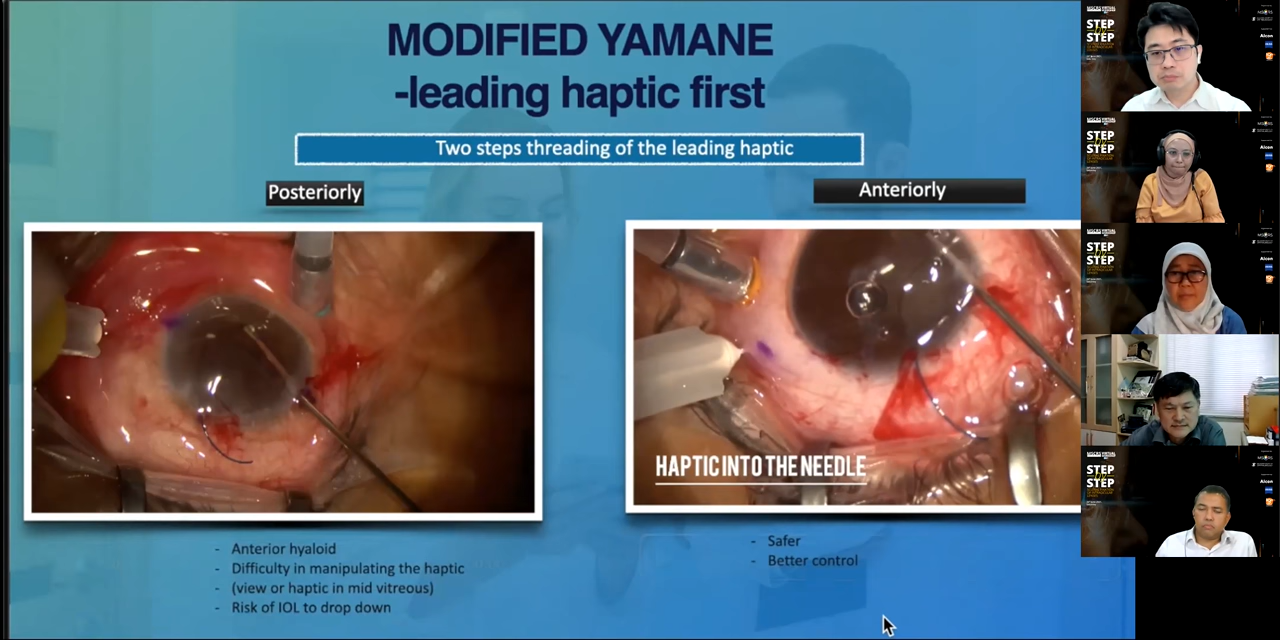 MODIFIED YAMANE
-leading haptic first
Two steps threading of the leading haptic
Posteriorly
Anteriorly
HAPTIC INTO THE NEEDLE
- Anterior hyaloid
- Difficulty in manipulating the haptic
- (view or haptic in mid vitreous)
- Risk of IOL to drop down
- Safer
- Better control
STEP
STEP
Alcon
STEP
STEP
Alcon
STEP
STEP
Alcon
STEP
STEP
Alcon